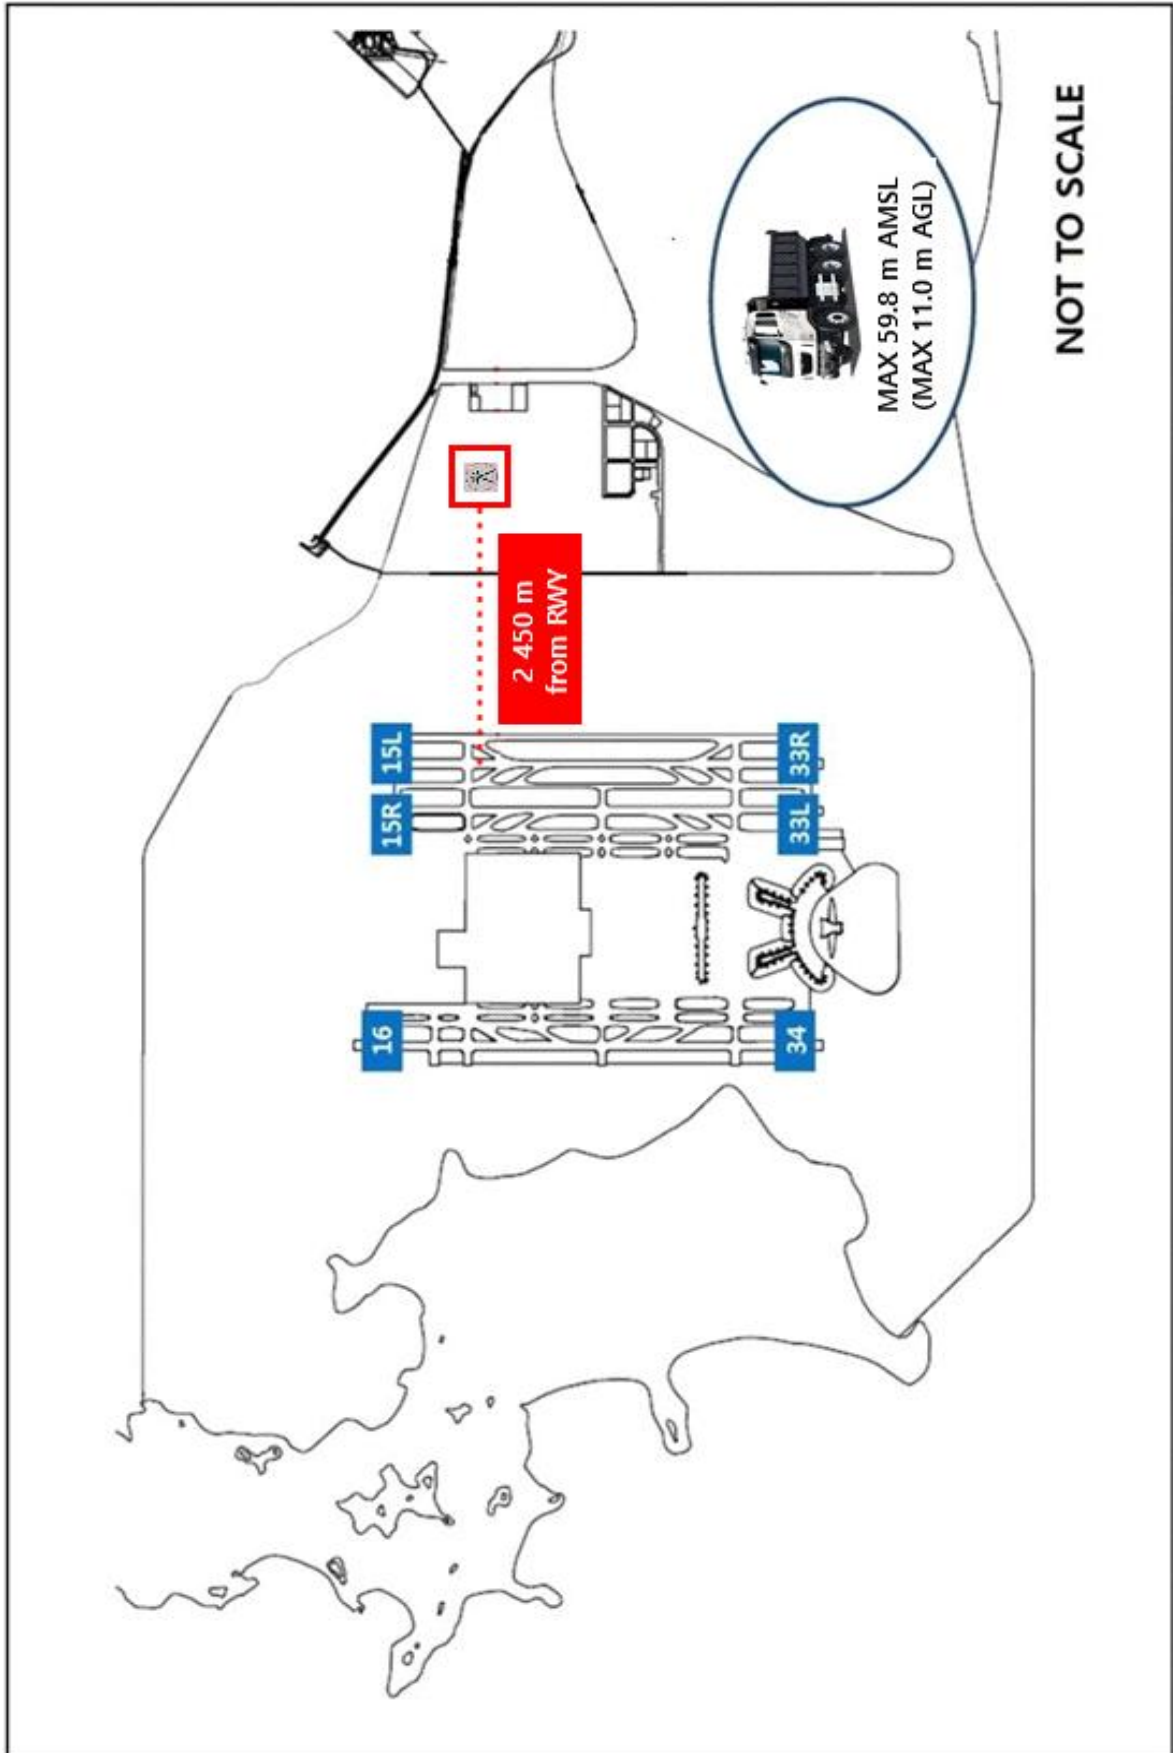 16
15R
15L
34
33L
33R
2 450 m
from RWY
MAX 59.8 m AMSL
(MAX 11.0 m AGL)
NOT TO SCALE